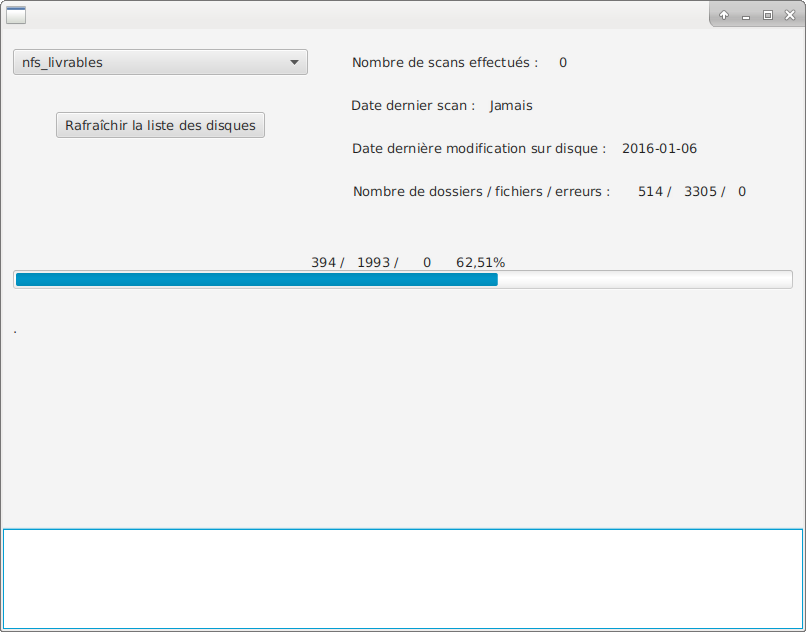 nfs_livrables
Rafraîchir la liste des disques
Nombre de scans effectués : 0
Date dernier scan : Jamais
Date dernière modification sur disque : 2016-01-06
Nombre de dossiers / fichiers / erreurs : 514 / 3305 / 0
394 / 1993 / 0 62,51%
.